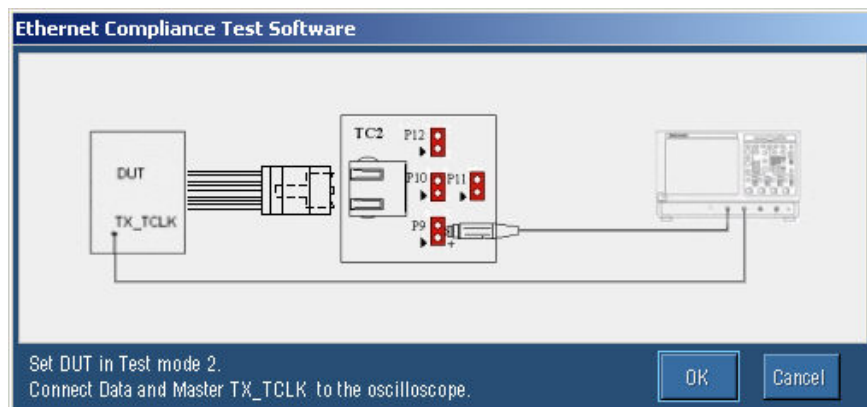 Ethernet Compliance Test Software
TC2
P12
DUT
P10
P11
TX_TCLK
P9
+
Set DUT in Test mode 2.
Connect Data and Master TX_TCLK to the oscilloscope.
OK
Cancel